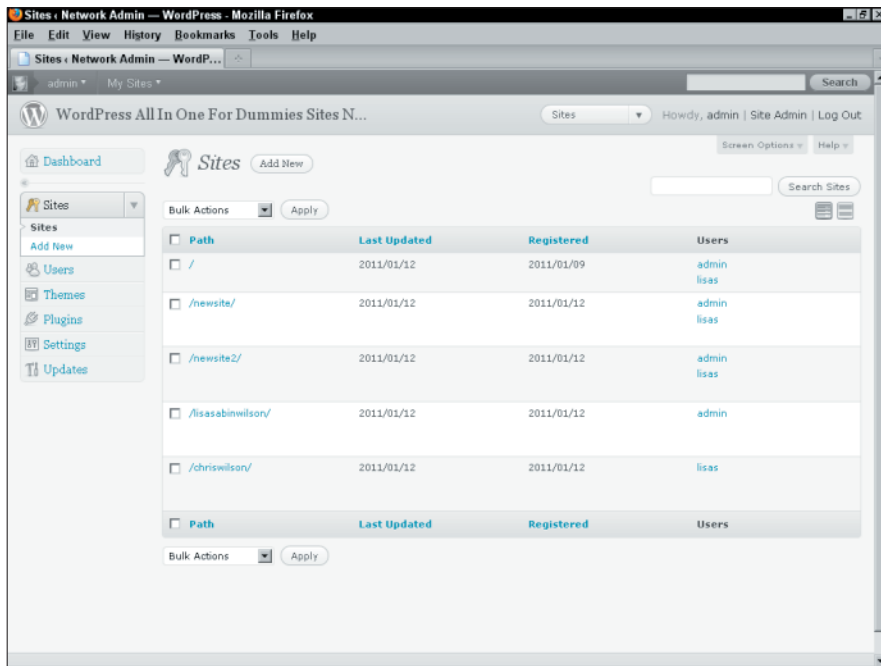 Sites ‹ Network Admin — WordPress - Mozilla Firefox
File Edit View History Bookmarks Tools Help
Sites ‹ Network Admin — WordP...
admin My Sites Search
WordPress All In One For Dummies Sites N... Sites Howdy, admin | Site Admin | Log Out
Screen Options Help
Dashboard
Sites Add New
Search Sites
Sites
Sites
Add New
Users
Themes
Plugins
Settings
Updates
Bulk Actions Apply
Path Last Updated Registered Users
/ 2011/01/12 2011/01/09 admin
lisas
/newsite/ 2011/01/12 2011/01/12 admin
lisas
/newsite2/ 2011/01/12 2011/01/12 admin
lisas
/lisasabinwilson/ 2011/01/12 2011/01/12 admin
/chriswilson/ 2011/01/12 2011/01/12 lisas
Path Last Updated Registered Users
Bulk Actions Apply